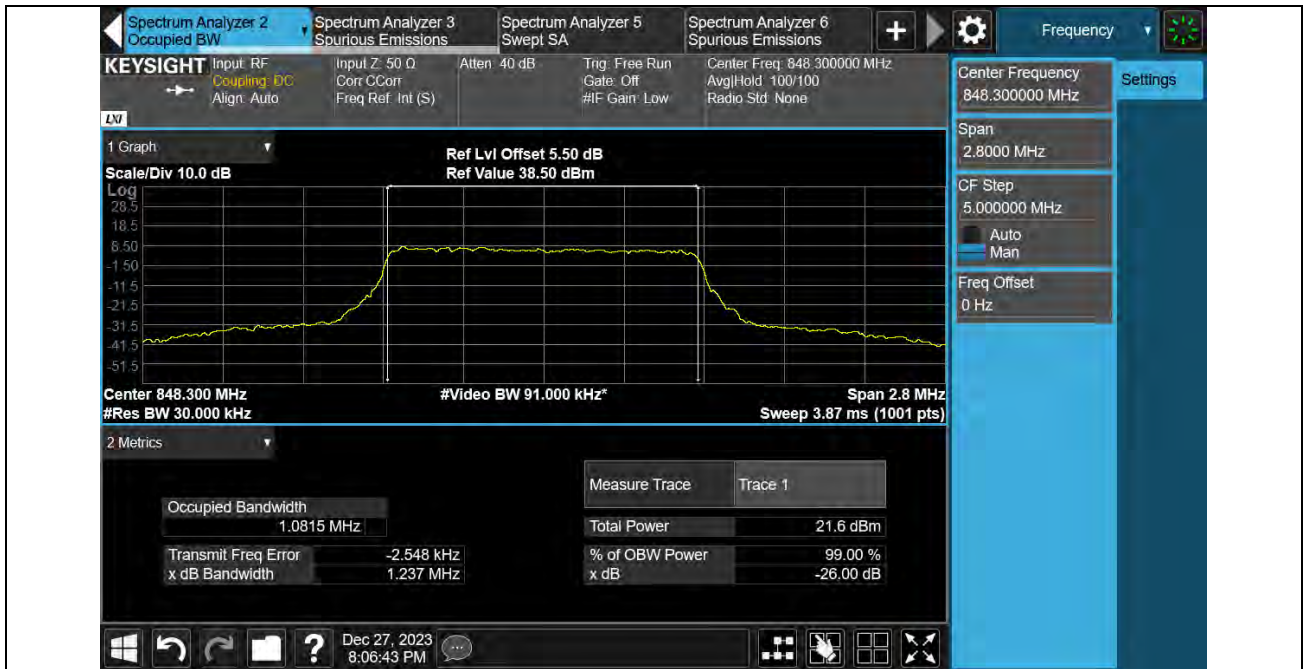 Spectrum Analyzer 2
Occupied BW
Spectrum Analyzer 3
Spurious Emissions
Spectrum Analyzer 5
Swept SA
Spectrum Analyzer 6
Spurious Emissions
+
Frequency
KEYSIGHT
LXI
Input: RF
Coupling: DC
Align: Auto
Input Z: 50 Ω
Corr CCorr
Freq Ref: Int (S)
Atten: 40 dB
Trig: Free Run
Gate: Off
#IF Gain: Low
Center Freq: 848.300000 MHz
Avg|Hold: 100/100
Radio Std: None
Center Frequency
848.300000 MHz
Settings
Span
2.8000 MHz
CF Step
5.000000 MHz
Auto
Man
Freq Offset
0 Hz
1 Graph
Scale/Div 10.0 dB
Ref Lvl Offset 5.50 dB
Ref Value 38.50 dBm
Log
28.5
18.5
8.50
-1.50
-11.5
-21.5
-31.5
-41.5
-51.5
Center 848.300 MHz
#Video BW 91.000 kHz*
Span 2.8 MHz
#Res BW 30.000 kHz
Sweep 3.87 ms (1001 pts)
2 Metrics
Measure Trace Trace 1
Occupied Bandwidth
1.0815 MHz
Total Power 21.6 dBm
Transmit Freq Error -2.548 kHz
% of OBW Power 99.00 %
x dB Bandwidth 1.237 MHz
x dB -26.00 dB
?
Dec 27, 2023
8:06:43 PM